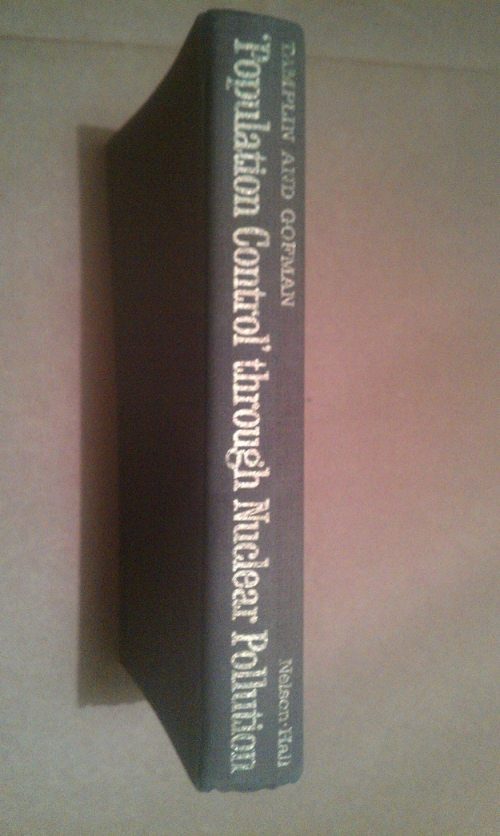 TAMPLIN AND GOFMAN
Nelson-Hall
'Population Control' through Nuclear Pollution